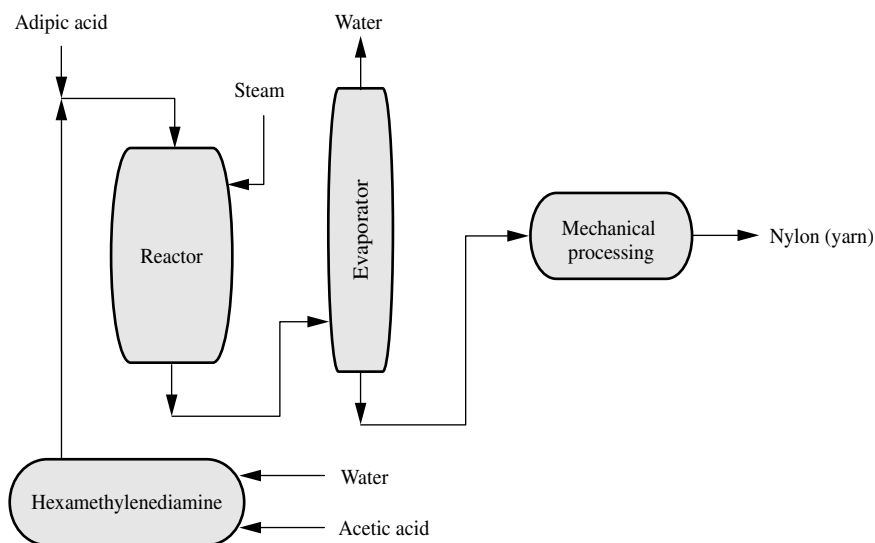 Adipic acid
Water
Steam
Reactor
Evaporator
Mechanical
processing
Nylon (yarn)
Hexamethylenediamine
Water
Acetic acid